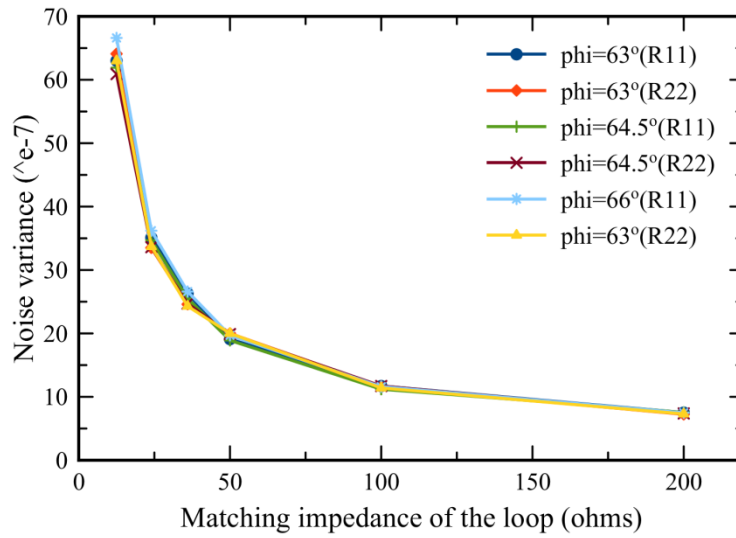 70
60
50
40
30
20
10
0
Noise variance (^e-7)
phi=63º(R11)
phi=63º(R22)
phi=64.5º(R11)
phi=64.5º(R22)
phi=66º(R11)
phi=63º(R22)
0 50 100 150 200
Matching impedance of the loop (ohms)